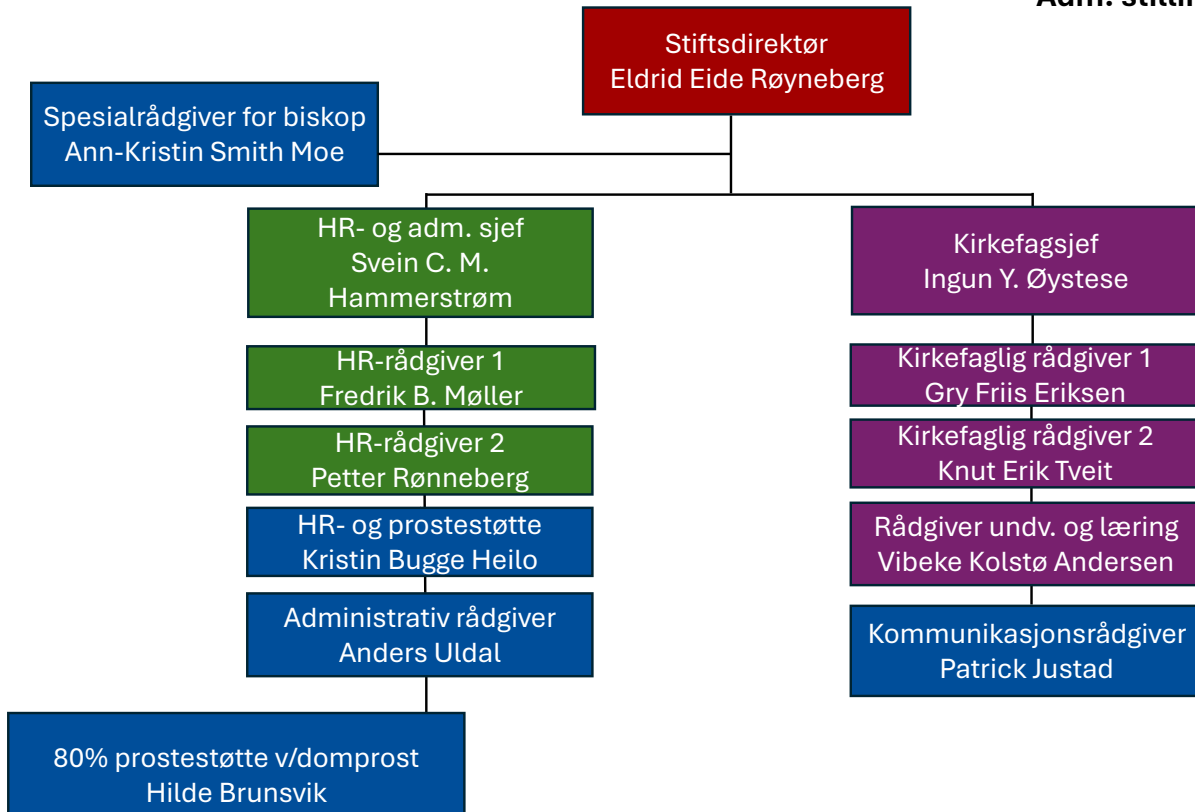 Stiftsdirektør
Eldrid Eide Røyneberg
Spesialrådgiver for biskop
Ann-Kristin Smith Moe
HR- og adm. sjef
Svein C. M.
Hammerstrøm
HR-rådgiver 1
Fredrik B. Møller
HR-rådgiver 2
Petter Rønneberg
HR- og prostestøtte
Kristin Bugge Heilo
Administrativ rådgiver
Anders Uldal
80% prostestøtte v/domprost
Hilde Brunsvik
Kirkefagsjef
Ingun Y. Øystese
Kirkefaglig rådgiver 1
Gry Friis Eriksen
Kirkefaglig rådgiver 2
Knut Erik Tveit
Rådgiver undv. og læring
Vibeke Kolstø Andersen
Kommunikasjonsrådgiver
Patrick Justad